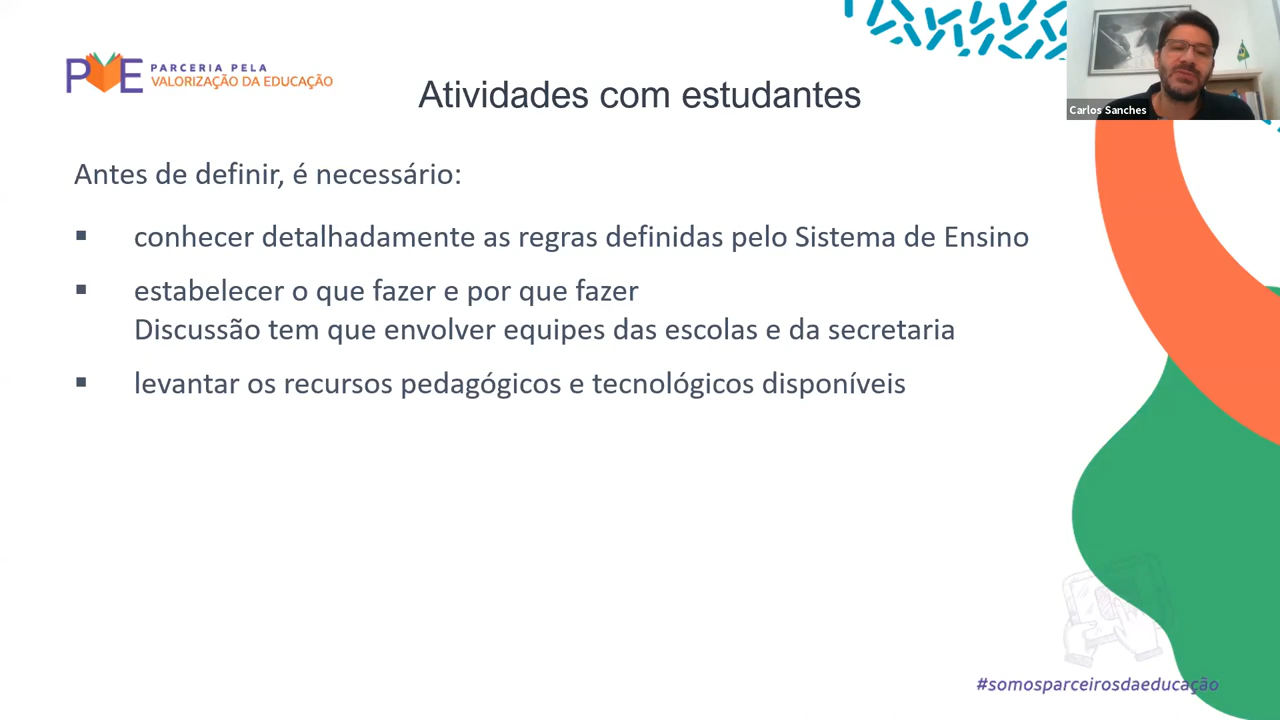 PVE PARCERIA PELA
VALORIZAÇÃO DA EDUCAÇÃO
Atividades com estudantes
Carlos Sanches
Antes de definir, é necessário:
▪ conhecer detalhadamente as regras definidas pelo Sistema de Ensino
▪ estabelecer o que fazer e por que fazer
Discussão tem que envolver equipes das escolas e da secretaria
▪ levantar os recursos pedagógicos e tecnológicos disponíveis
#somosparceirosdaeducação